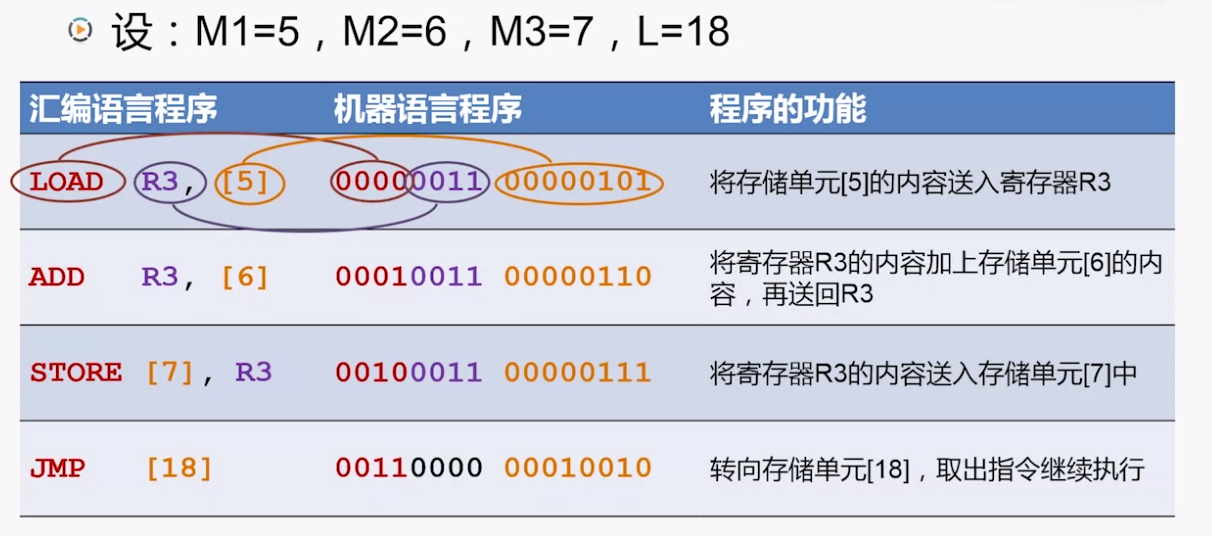 设：M1=5，M2=6，M3=7，L=18
汇编语言程序 机器语言程序 程序的功能
LOAD R3, [5] 00000011 00000101 将存储单元[5]的内容送入寄存器R3
ADD R3, [6] 00010011 00000110 将寄存器R3的内容加上存储单元[6]的内
容，再送回R3
STORE [7], R3 00100011 00000111 将寄存器R3的内容送入存储单元[7]中
JMP [18] 00110000 00010010 转向存储单元[18]，取出指令继续执行